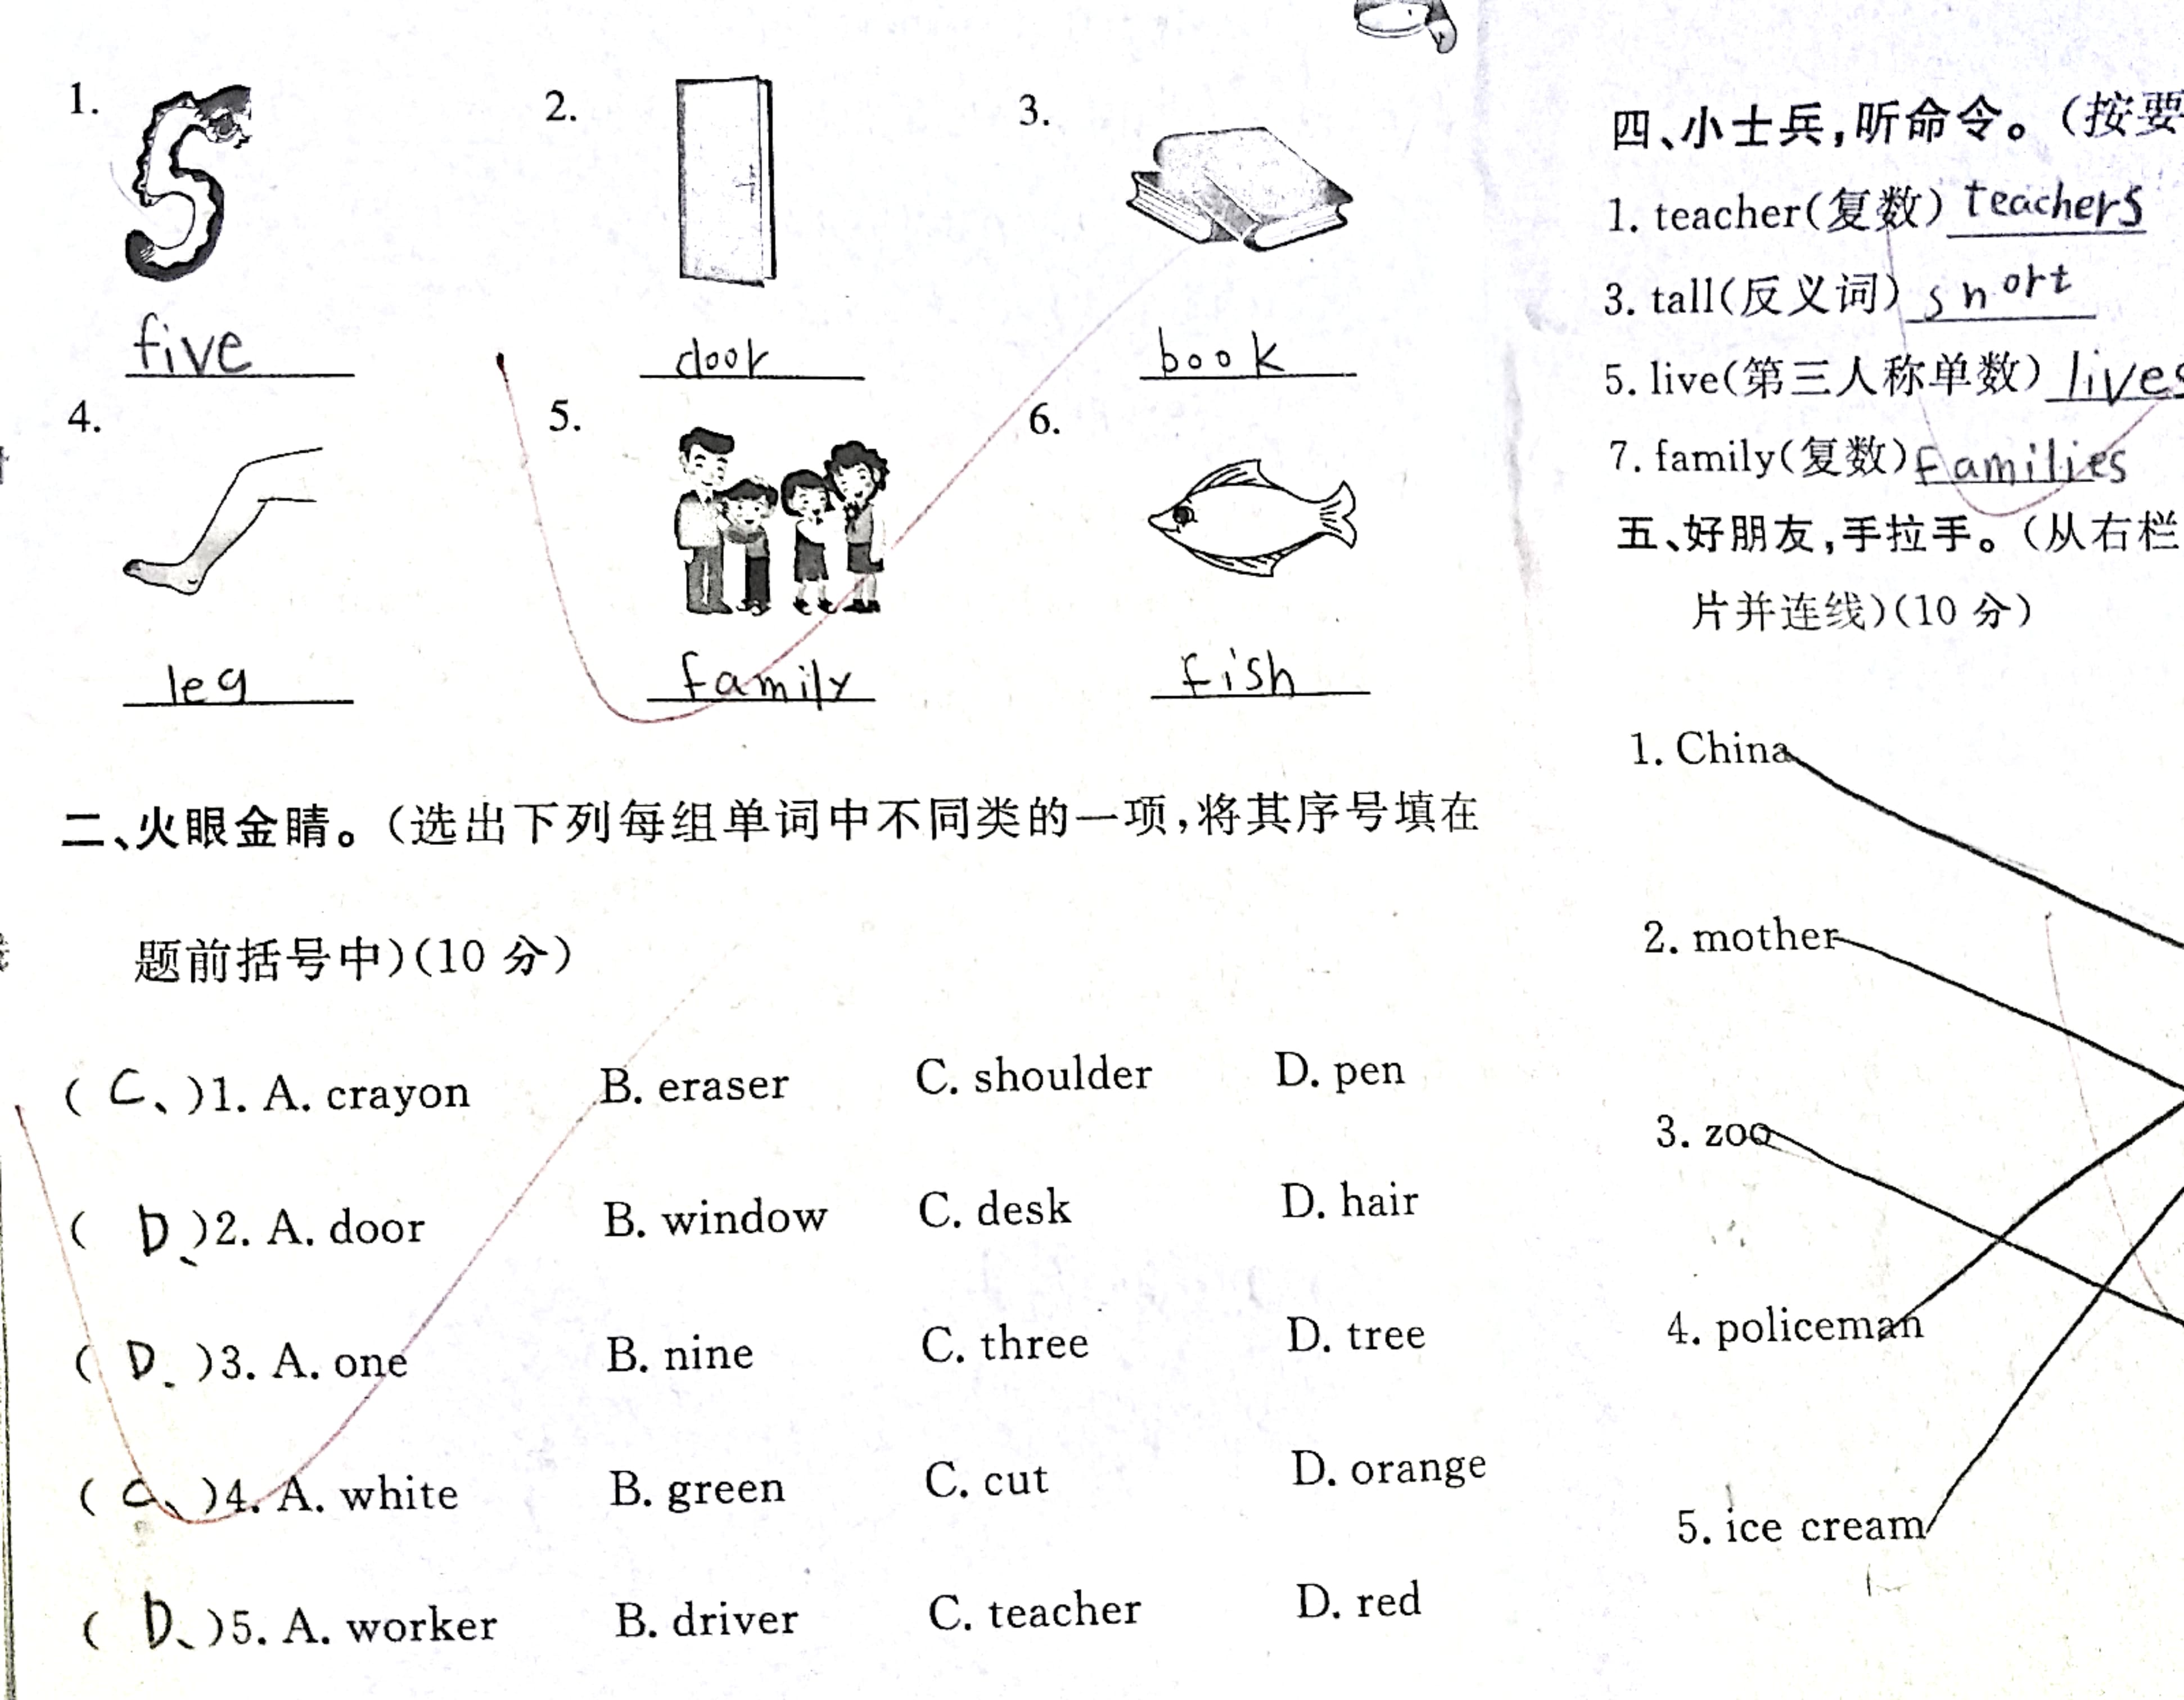 1.
2.
3.
five
door
book
4.
5.
6.
leg
family
fish
二、火眼金睛。(选出下列每组单词中不同类的一项,将其序号填在
题前括号中)(10 分)
( C、)1. A. crayon B. eraser C. shoulder D. pen
( D、)2. A. door B. window C. desk D. hair
( D. )3. A. one B. nine C. three D. tree
( C、)4. A. white B. green C. cut D. orange
( D、)5. A. worker B. driver C. teacher D. red
四、小士兵,听命令。(按要
1. teacher(复数) teachers
3. tall(反义词) short
5. live(第三人称单数) lives
7. family(复数) families
五、好朋友,手拉手。(从右栏
片并连线)(10 分)
1. China
2. mother
3. zoo
4. policeman
5. ice cream